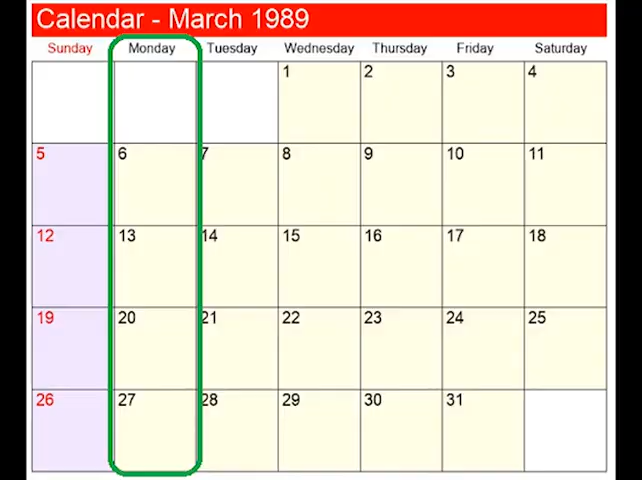 Calendar - March 1989
Sunday Monday Tuesday Wednesday Thursday Friday Saturday
1 2 3 4
5 6 7 8 9 10 11
12 13 14 15 16 17 18
19 20 21 22 23 24 25
26 27 28 29 30 31